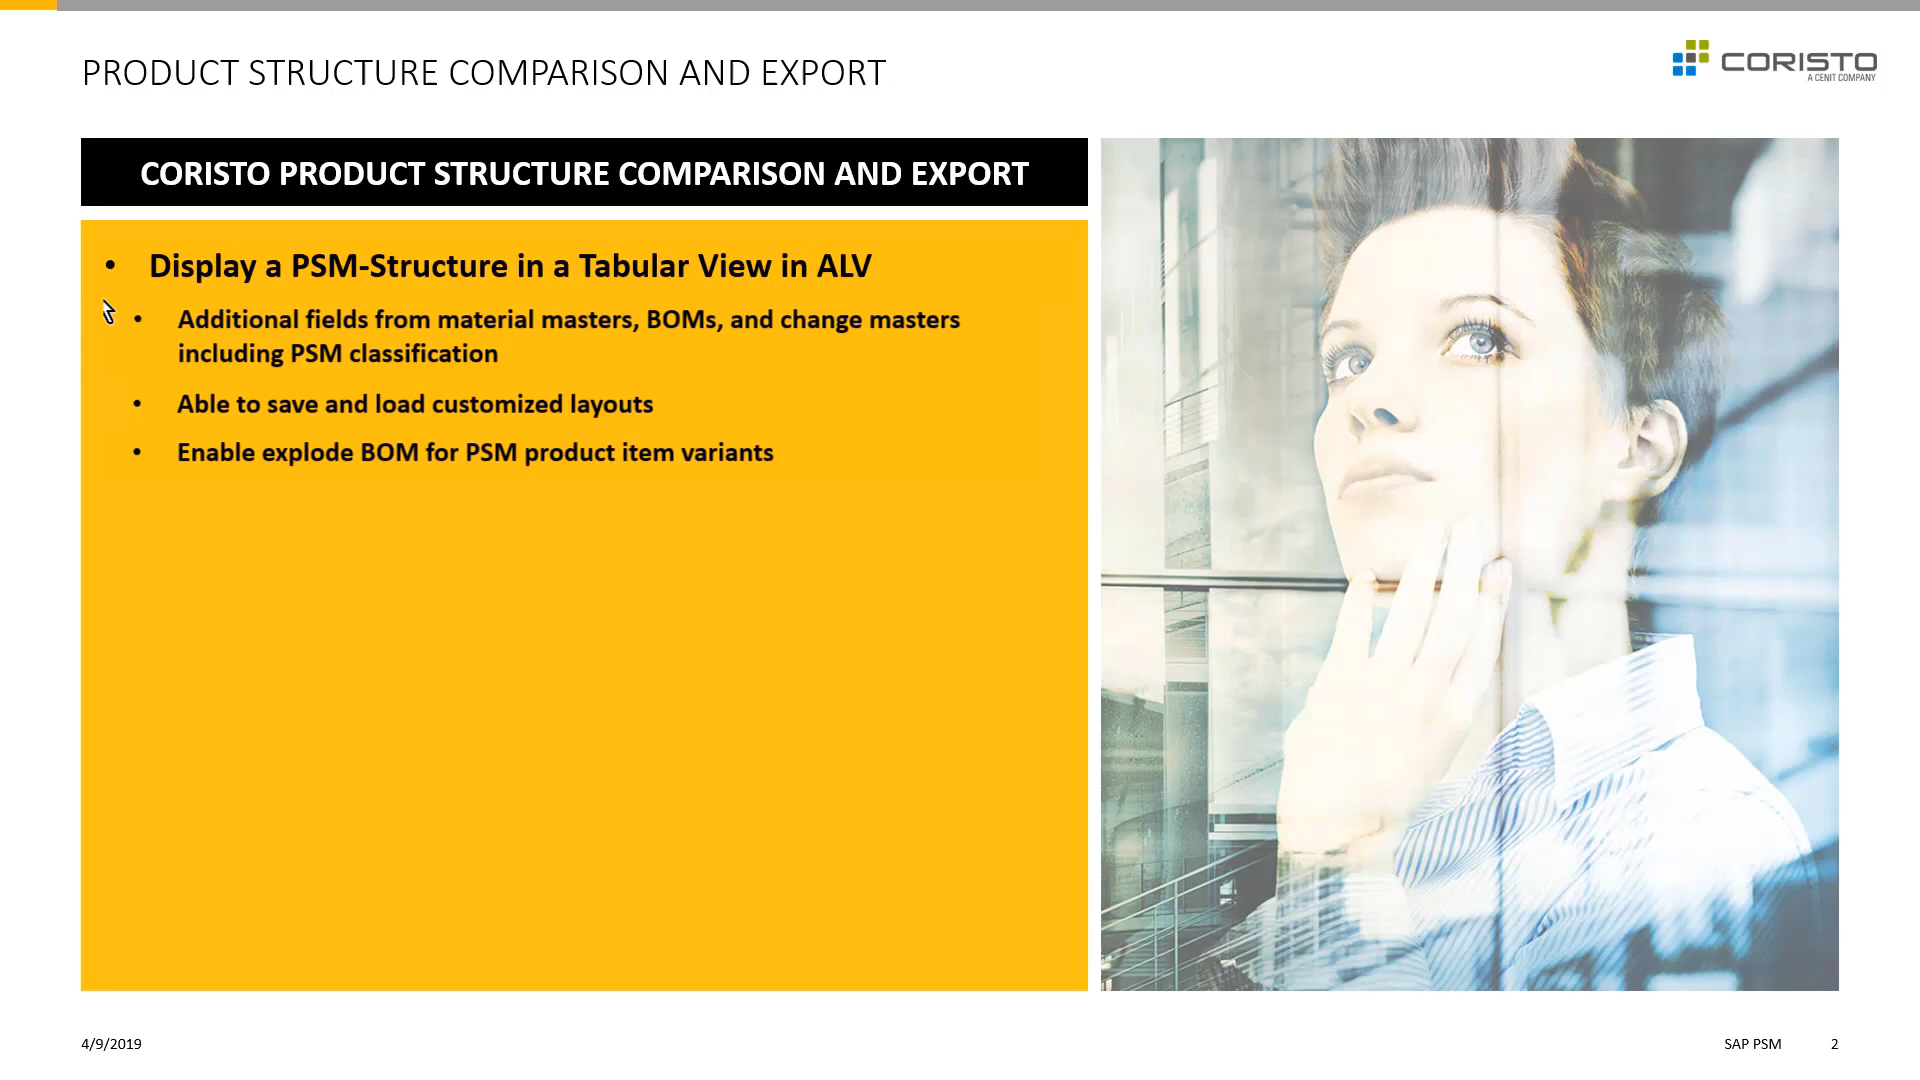 PRODUCT STRUCTURE COMPARISON AND EXPORT
CORISTO
A CENIT COMPANY
CORISTO PRODUCT STRUCTURE COMPARISON AND EXPORT
• Display a PSM-Structure in a Tabular View in ALV
• Additional fields from material masters, BOMs, and change masters
including PSM classification
• Able to save and load customized layouts
• Enable explode BOM for PSM product item variants
4/9/2019
SAP PSM 2